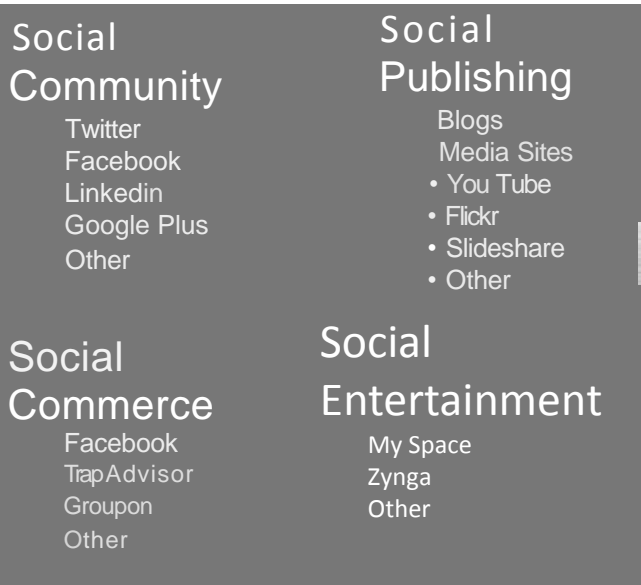 Social
Community
Twitter
Facebook
Linkedin
Google Plus
Other
Social
Publishing
Blogs
Media Sites
• You Tube
• Flickr
• Slideshare
• Other
Social
Commerce
Facebook
TrapAdvisor
Groupon
Other
Social
Entertainment
My Space
Zynga
Other